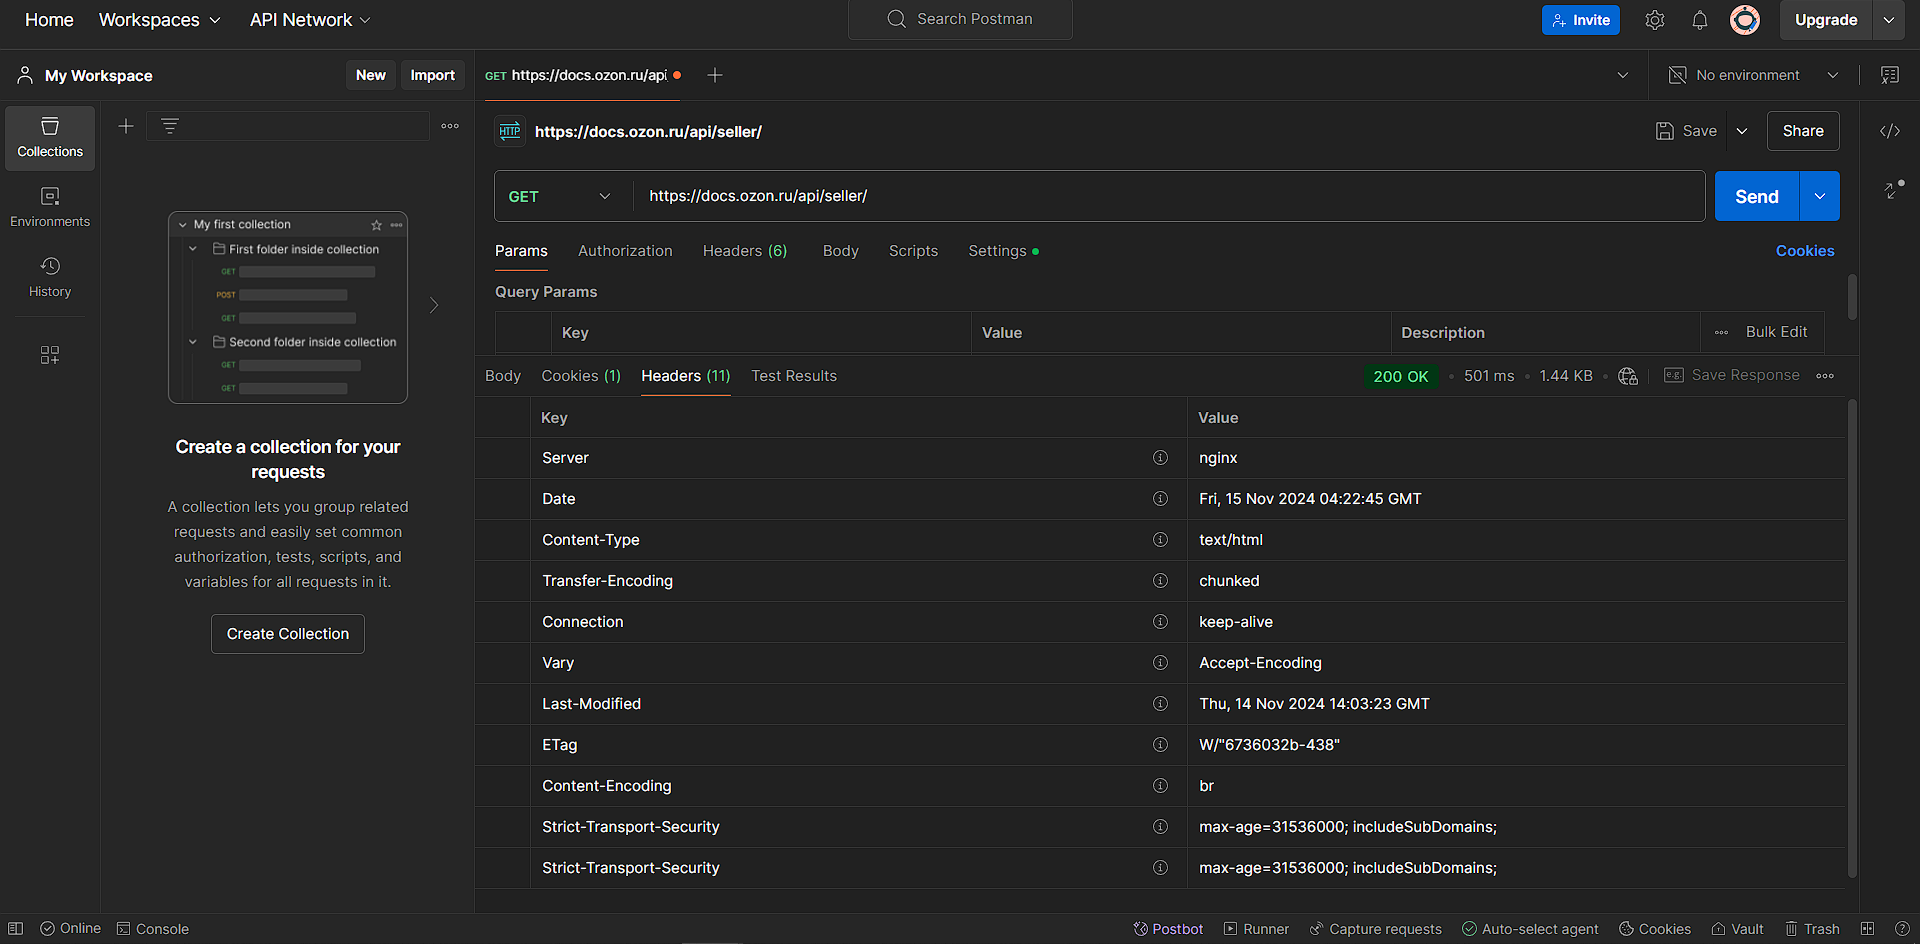 Home Workspaces API Network Search Postman Invite Upgrade
My Workspace New Import GET https://docs.ozon.ru/api No environment
Collections
Environments
History
My first collection
First folder inside collection
GET
POST
GET
Second folder inside collection
GET
GET
Create a collection for your
requests
A collection lets you group related
requests and easily set common
authorization, tests, scripts, and
variables for all requests in it.
Create Collection
HTTP https://docs.ozon.ru/api/seller/ Save Share
GET https://docs.ozon.ru/api/seller/ Send
Params Authorization Headers (6) Body Scripts Settings Cookies
Query Params
Key Value Description Bulk Edit
Body Cookies (1) Headers (11) Test Results 200 OK 501 ms 1.44 KB e.g. Save Response
Key Value
Server nginx
Date Fri, 15 Nov 2024 04:22:45 GMT
Content-Type text/html
Transfer-Encoding chunked
Connection keep-alive
Vary Accept-Encoding
Last-Modified Thu, 14 Nov 2024 14:03:23 GMT
ETag W/"6736032b-438"
Content-Encoding br
Strict-Transport-Security max-age=31536000; includeSubDomains;
Strict-Transport-Security max-age=31536000; includeSubDomains;
Online Console Postbot Runner Capture requests Auto-select agent Cookies Vault Trash